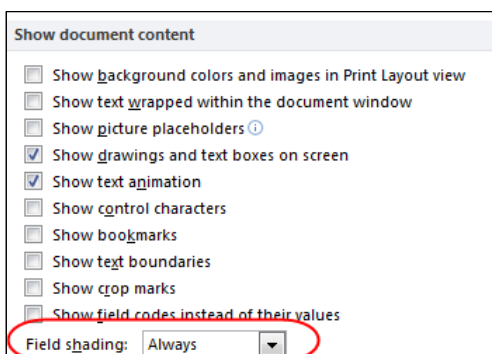 Show document content
Show background colors and images in Print Layout view
Show text wrapped within the document window
Show picture placeholders
Show drawings and text boxes on screen
Show text animation
Show control characters
Show bookmarks
Show text boundaries
Show crop marks
Show field codes instead of their values
Field shading: Always